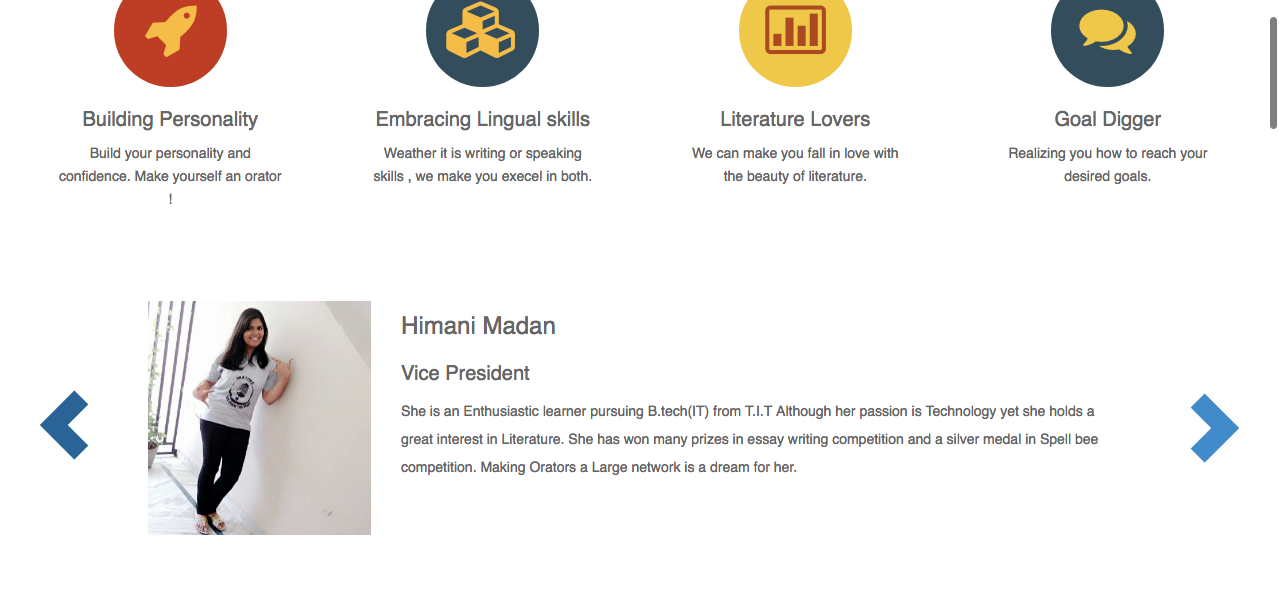 Building Personality
Build your personality and
confidence. Make yourself an orator
!
Embracing Lingual skills
Weather it is writing or speaking
skills , we make you execel in both.
Literature Lovers
We can make you fall in love with
the beauty of literature.
Goal Digger
Realizing you how to reach your
desired goals.
Himani Madan
Vice President
She is an Enthusiastic learner pursuing B.tech(IT) from T.I.T Although her passion is Technology yet she holds a
great interest in Literature. She has won many prizes in essay writing competition and a silver medal in Spell bee
competition. Making Orators a Large network is a dream for her.